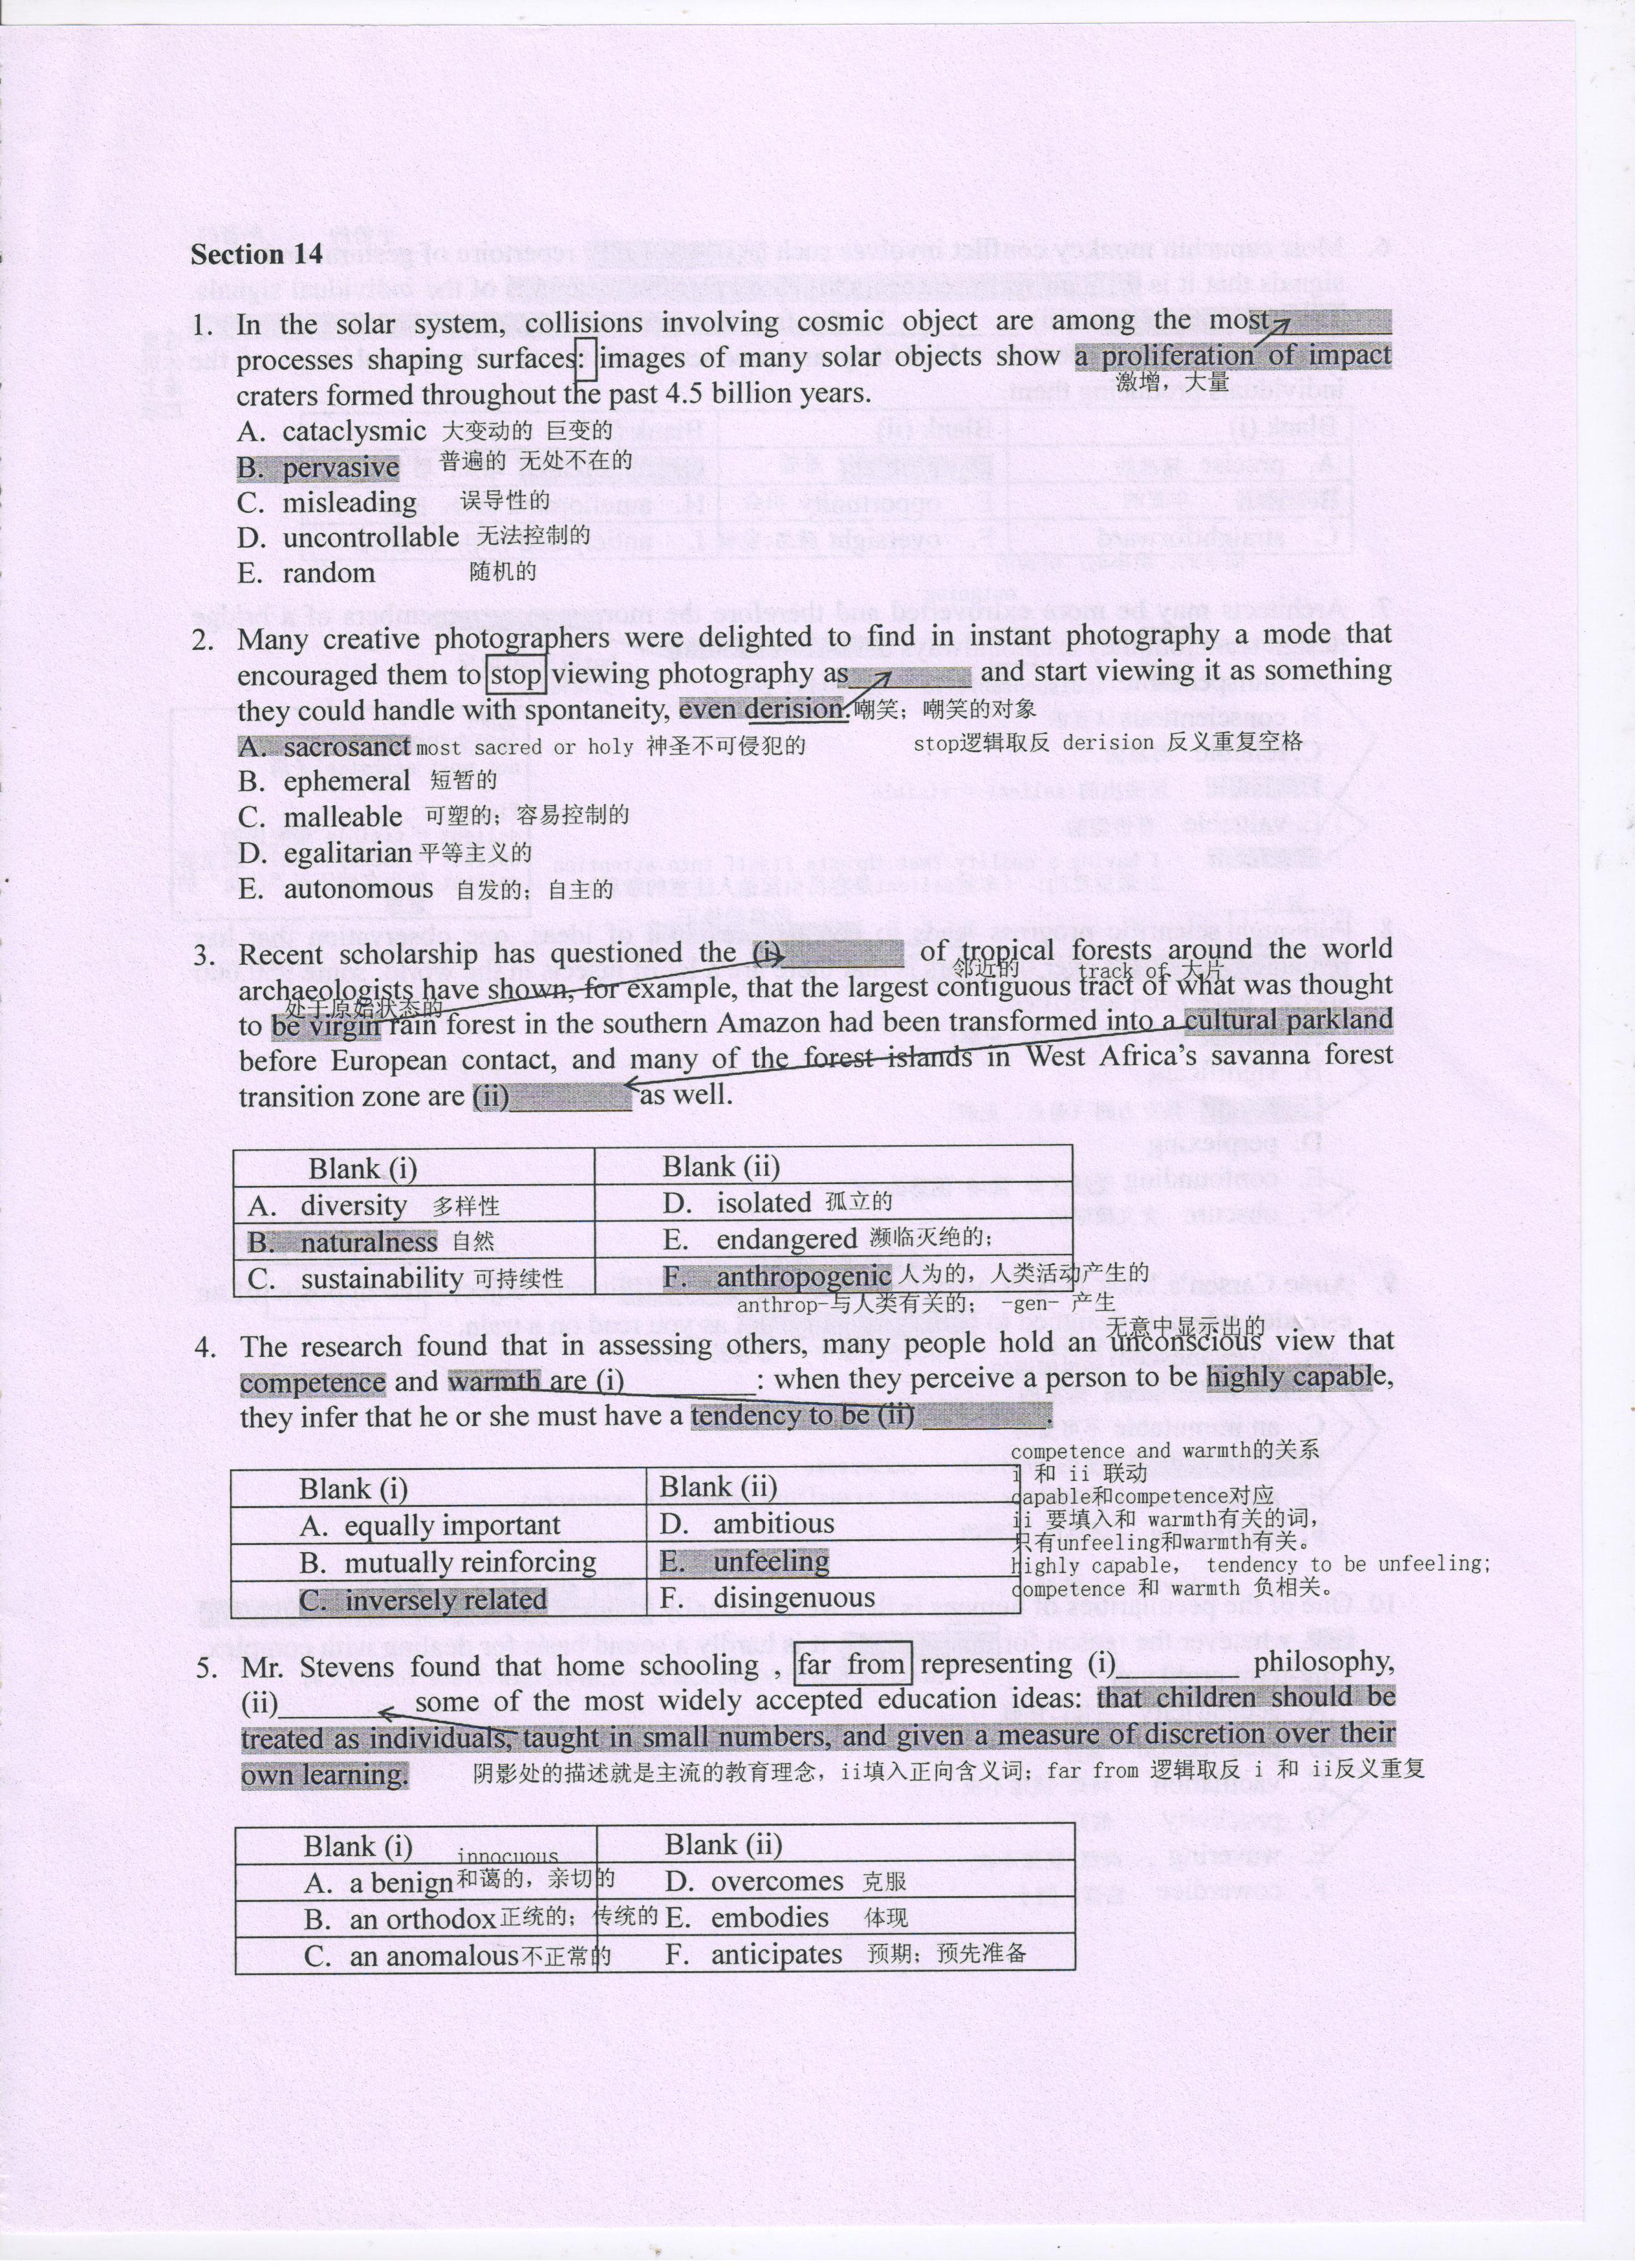 Section 14
1. In the solar system, collisions involving cosmic object are among the most
processes shaping surfaces: images of many solar objects show a proliferation of impact
激增，大量
craters formed throughout the past 4.5 billion years.
A. cataclysmic 大变动的 巨变的
B. pervasive 普遍的 无处不在的
C. misleading 误导性的
D. uncontrollable 无法控制的
E. random 随机的
2. Many creative photographers were delighted to find in instant photography a mode that
encouraged them to stop viewing photography as and start viewing it as something
they could handle with spontaneity, even derision. 嘲笑；嘲笑的对象
A. sacrosanct most sacred or holy 神圣不可侵犯的 stop逻辑取反 derision 反义重复空格
B. ephemeral 短暂的
C. malleable 可塑的；容易控制的
D. egalitarian 平等主义的
E. autonomous 自发的；自主的
3. Recent scholarship has questioned the (i) of tropical forests around the world
邻近的 track of 大片
archaeologists have shown, for example, that the largest contiguous tract of what was thought
处于原始状态的
to be virgin rain forest in the southern Amazon had been transformed into a cultural parkland
before European contact, and many of the forest islands in West Africa's savanna forest
transition zone are (ii) as well.
Blank (i) Blank (ii)
A. diversity 多样性 D. isolated 孤立的
B. naturalness 自然 E. endangered 濒临灭绝的；
C. sustainability 可持续性 F. anthropogenic 人为的，人类活动产生的
anthrop-与人类有关的； -gen- 产生
无意中显示出的
4. The research found that in assessing others, many people hold an unconscious view that
competence and warmth are (i)________: when they perceive a person to be highly capable,
they infer that he or she must have a tendency to be (ii)________.
competence and warmth的关系
i 和 ii 联动
capable和competence对应
ii 要填入和 warmth有关的词，
只有unfeeling和warmth有关。
highly capable， tendency to be unfeeling；
competence 和 warmth 负相关。
Blank (i) Blank (ii)
A. equally important D. ambitious
B. mutually reinforcing E. unfeeling
C. inversely related F. disingenuous
5. Mr. Stevens found that home schooling , far from representing (i)________ philosophy,
(ii)________ some of the most widely accepted education ideas: that children should be
treated as individuals, taught in small numbers, and given a measure of discretion over their
own learning. 阴影处的描述就是主流的教育理念，ii填入正向含义词；far from 逻辑取反 i 和 ii反义重复
Blank (i) Blank (ii)
innocuous
A. a benign 和蔼的，亲切的 D. overcomes 克服
B. an orthodox 正统的；传统的 E. embodies 体现
C. an anomalous 不正常的 F. anticipates 预期；预先准备